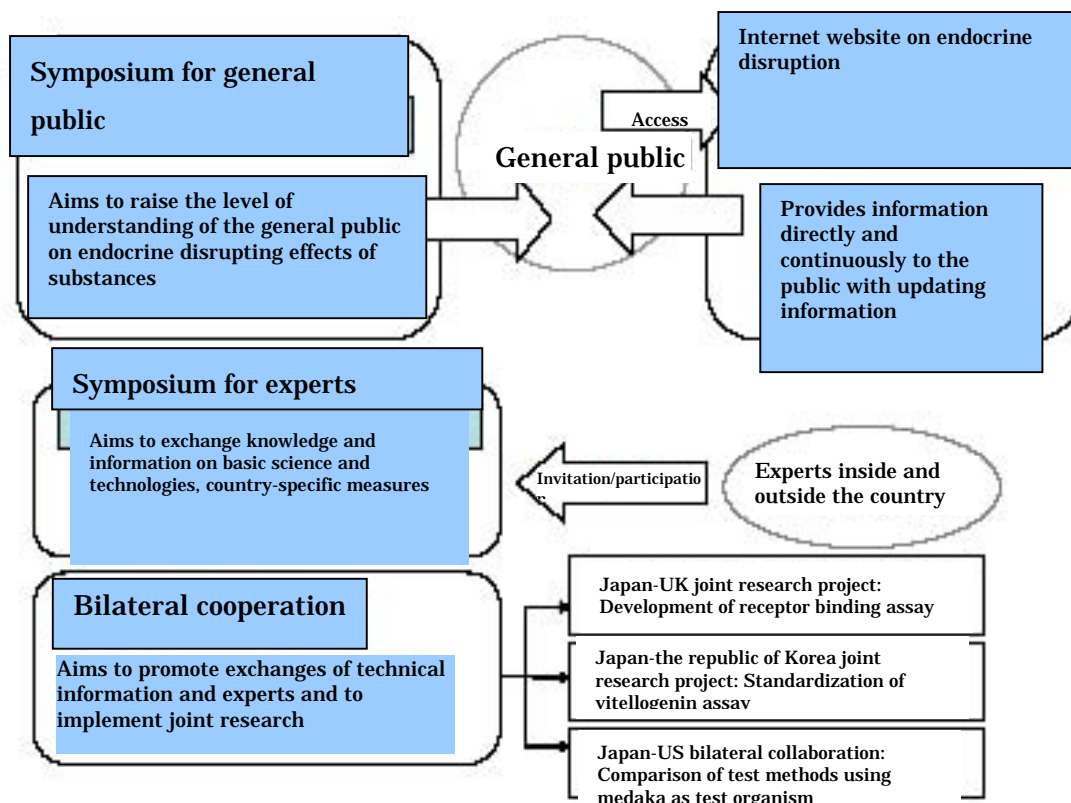 Symposium for general
public
Aims to raise the level of
understanding of the general public
on endocrine disrupting effects of
substances
Access
General public
Internet website on endocrine
disruption
Provides information
directly and
continuously to the
public with updating
information
Symposium for experts
Aims to exchange knowledge and
information on basic science and
technologies, country-specific measures
Invitation/participatio
n
Experts inside and
outside the country
Bilateral cooperation
Aims to promote exchanges of technical
information and experts and to
implement joint research
Japan-UK joint research project:
Development of receptor binding assay
Japan-the republic of Korea joint
research project: Standardization of
vitellogenin assay
Japan-US bilateral collaboration:
Comparison of test methods using
medaka as test organism